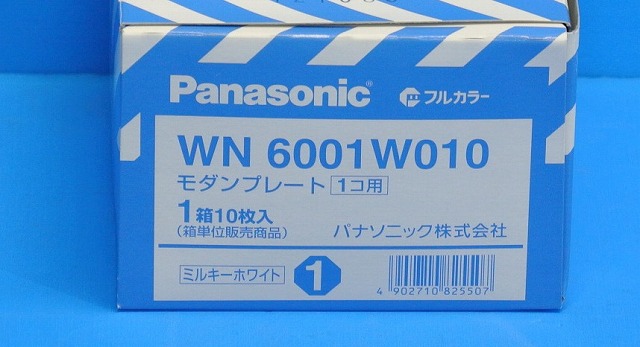 Panasonic® フルカラー
WN 6001W010
モダンプレート 1コ用
1箱10枚入
(箱単位販売商品)
パナソニック株式会社
ミルキーホワイト 1
4 902710 825507